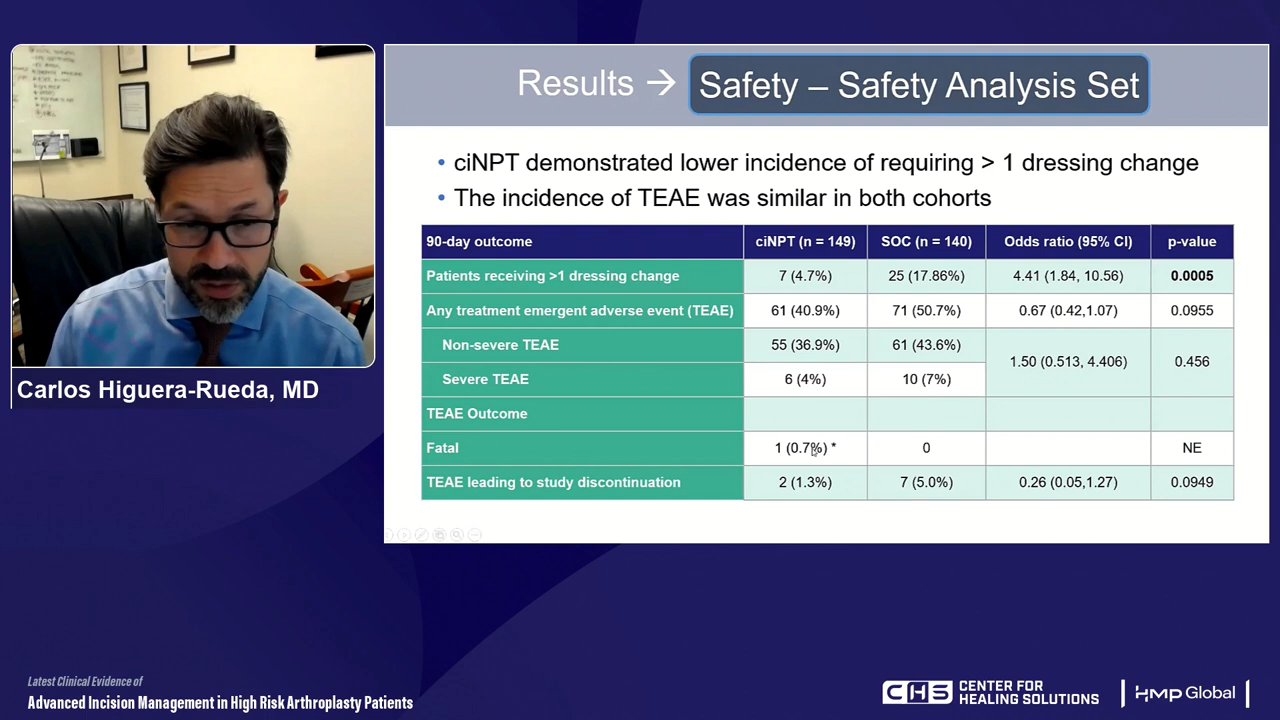 Results → Safety – Safety Analysis Set
• ciNPT demonstrated lower incidence of requiring > 1 dressing change
• The incidence of TEAE was similar in both cohorts
90-day outcome ciNPT (n = 149) SOC (n = 140) Odds ratio (95% CI) p-value
Patients receiving >1 dressing change 7 (4.7%) 25 (17.86%) 4.41 (1.84, 10.56) 0.0005
Any treatment emergent adverse event (TEAE) 61 (40.9%) 71 (50.7%) 0.67 (0.42,1.07) 0.0955
Non-severe TEAE 55 (36.9%) 61 (43.6%) 1.50 (0.513, 4.406) 0.456
Severe TEAE 6 (4%) 10 (7%)
TEAE Outcome
Fatal 1 (0.7%) * 0 NE
TEAE leading to study discontinuation 2 (1.3%) 7 (5.0%) 0.26 (0.05,1.27) 0.0949
Carlos Higuera-Rueda, MD
Latest Clinical Evidence of
Advanced Incision Management in High Risk Arthroplasty Patients
CHS CENTER FOR
HEALING SOLUTIONS
HMP Global